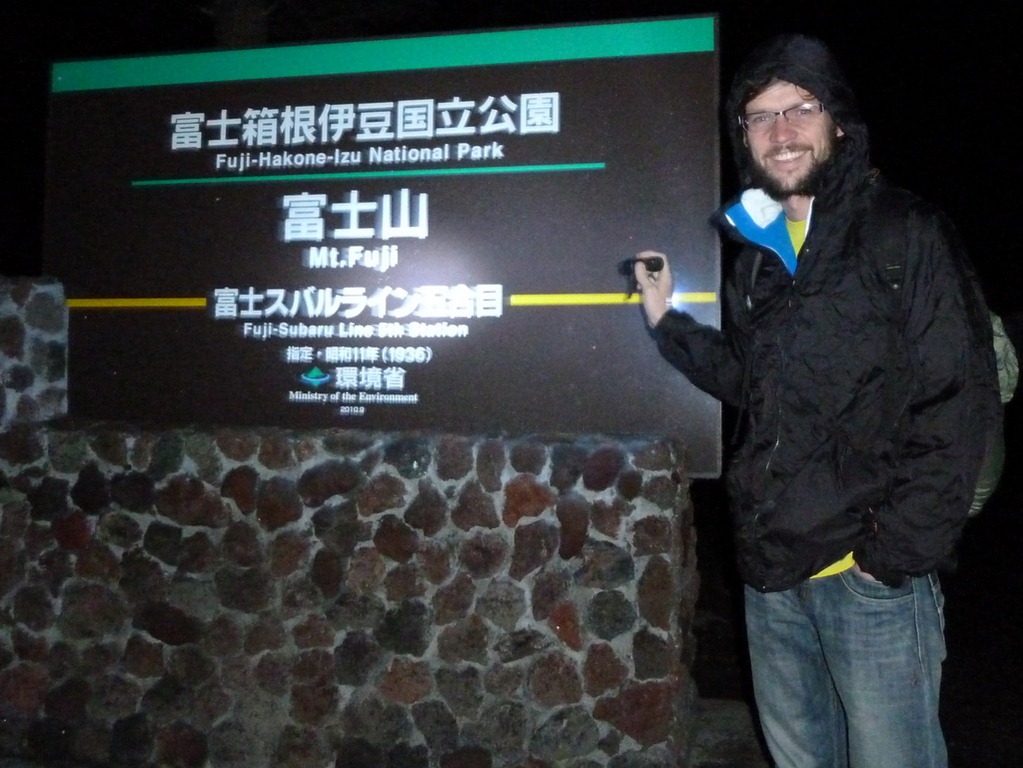 富士箱根伊豆国立公園
Fuji-Hakone-Izu National Park
富士山
Mt.Fuji
富士スバルライン五合目
Fuji-Subaru Line 5th Station
指定・昭和11年(1936)
環境省
Ministry of the Environment
2010.9